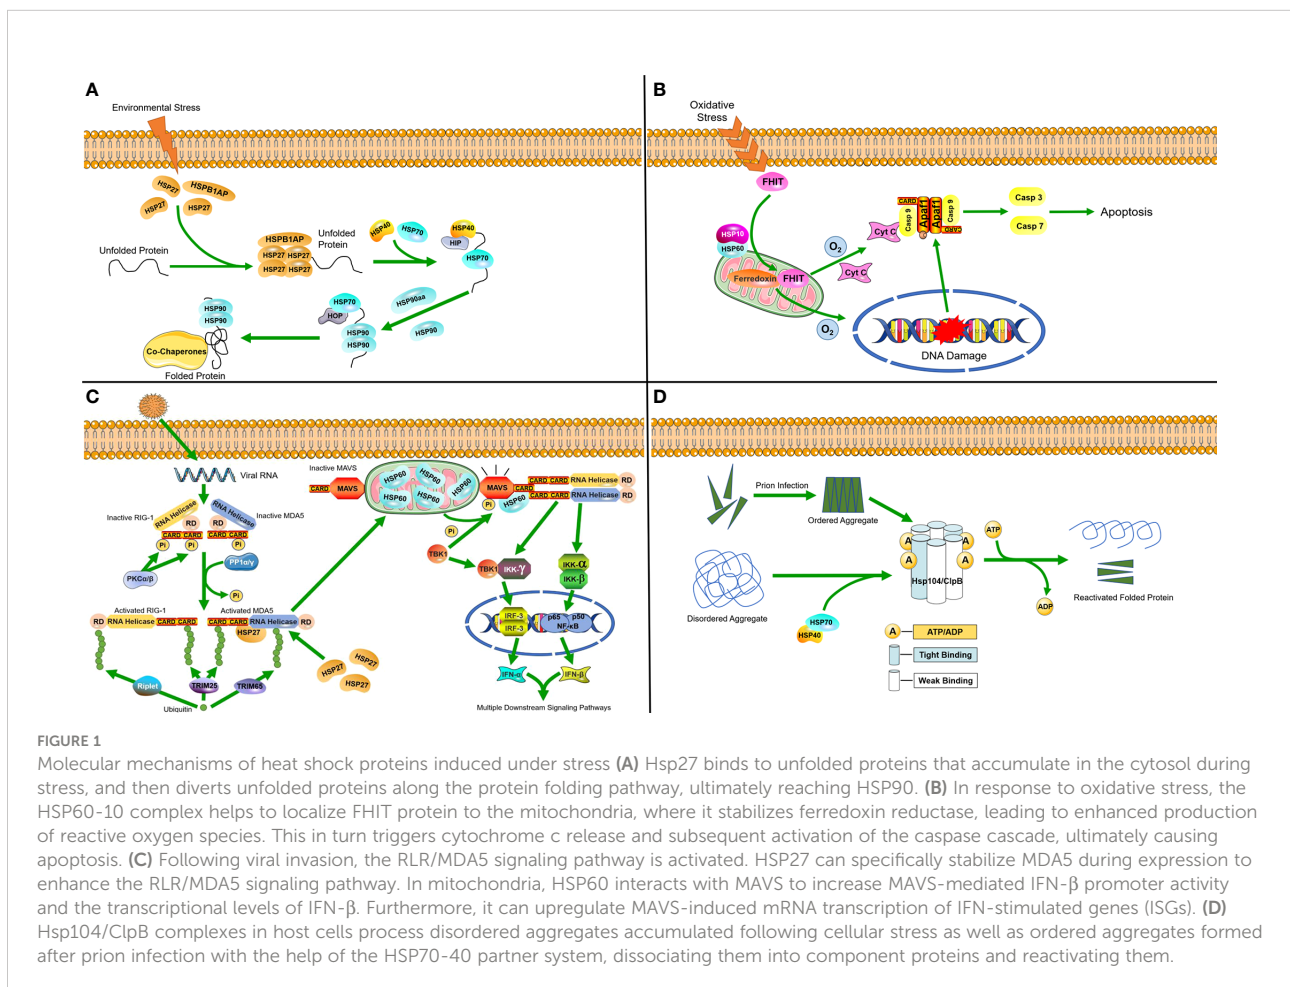 A
Environmental Stress
HSP27
HSPB1AP
HSP27
HSP27
Unfolded Protein
HSPB1AP
HSP27 HSP27
HSP27 HSP27
Unfolded
Protein
HSP40
HSP70
HSP40
HIP
HSP70
HSP90aa
HSP90
HSP70
HOP
HSP90
HSP90
HSP90
HSP90
Co-Chaperones
Folded Protein
B
Oxidative
Stress
FHIT
HSP10
HSP60
Ferredoxin
FHIT
O2
Cyt C
Cyt C
CARD
Casp 9
Apaf1
Apaf1
Casp 9
CARD
Casp 3
Casp 7
Apoptosis
O2
DNA Damage
C
Viral RNA
Inactive RIG-1
RNA Helicase
RD
CARD CARD
Pi
Pi
RNA Helicase
Inactive MDA5
RD
CARD CARD
Pi
PKCα/β
PP1α/γ
Pi
Activated RIG-1
RD RNA Helicase CARD CARD
Activated MDA5
CARD CARD RNA Helicase RD
HSP27
HSP27
HSP27
HSP27
Riplet
TRIM25
TRIM65
Ubiquitin
Inactive MAVS
CARD MAVS
HSP60
HSP60
HSP60
HSP60
HSP60
MAVS
CARD
CARD CARD RNA Helicase RD
CARD CARD RNA Helicase RD
Pi
HSP60
Pi
TBK1
TBK1
IKK-γ
IKK-α
IKK-β
IRF-3
IRF-3
p65 p50
NF-κB
IFN-α
IFN-β
Multiple Downstream Signaling Pathways
D
Prion Infection
Ordered Aggregate
Disordered Aggregate
HSP70
HSP40
A
A
A
A
Hsp104/ClpB
ATP
ADP
Reactivated Folded Protein
A ATP/ADP
Tight Binding
Weak Binding
FIGURE 1
Molecular mechanisms of heat shock proteins induced under stress (A) Hsp27 binds to unfolded proteins that accumulate in the cytosol during
stress, and then diverts unfolded proteins along the protein folding pathway, ultimately reaching HSP90. (B) In response to oxidative stress, the
HSP60-10 complex helps to localize FHIT protein to the mitochondria, where it stabilizes ferredoxin reductase, leading to enhanced production
of reactive oxygen species. This in turn triggers cytochrome c release and subsequent activation of the caspase cascade, ultimately causing
apoptosis. (C) Following viral invasion, the RLR/MDA5 signaling pathway is activated. HSP27 can specifically stabilize MDA5 during expression to
enhance the RLR/MDA5 signaling pathway. In mitochondria, HSP60 interacts with MAVS to increase MAVS-mediated IFN-β promoter activity
and the transcriptional levels of IFN-β. Furthermore, it can upregulate MAVS-induced mRNA transcription of IFN-stimulated genes (ISGs). (D)
Hsp104/ClpB complexes in host cells process disordered aggregates accumulated following cellular stress as well as ordered aggregates formed
after prion infection with the help of the HSP70-40 partner system, dissociating them into component proteins and reactivating them.